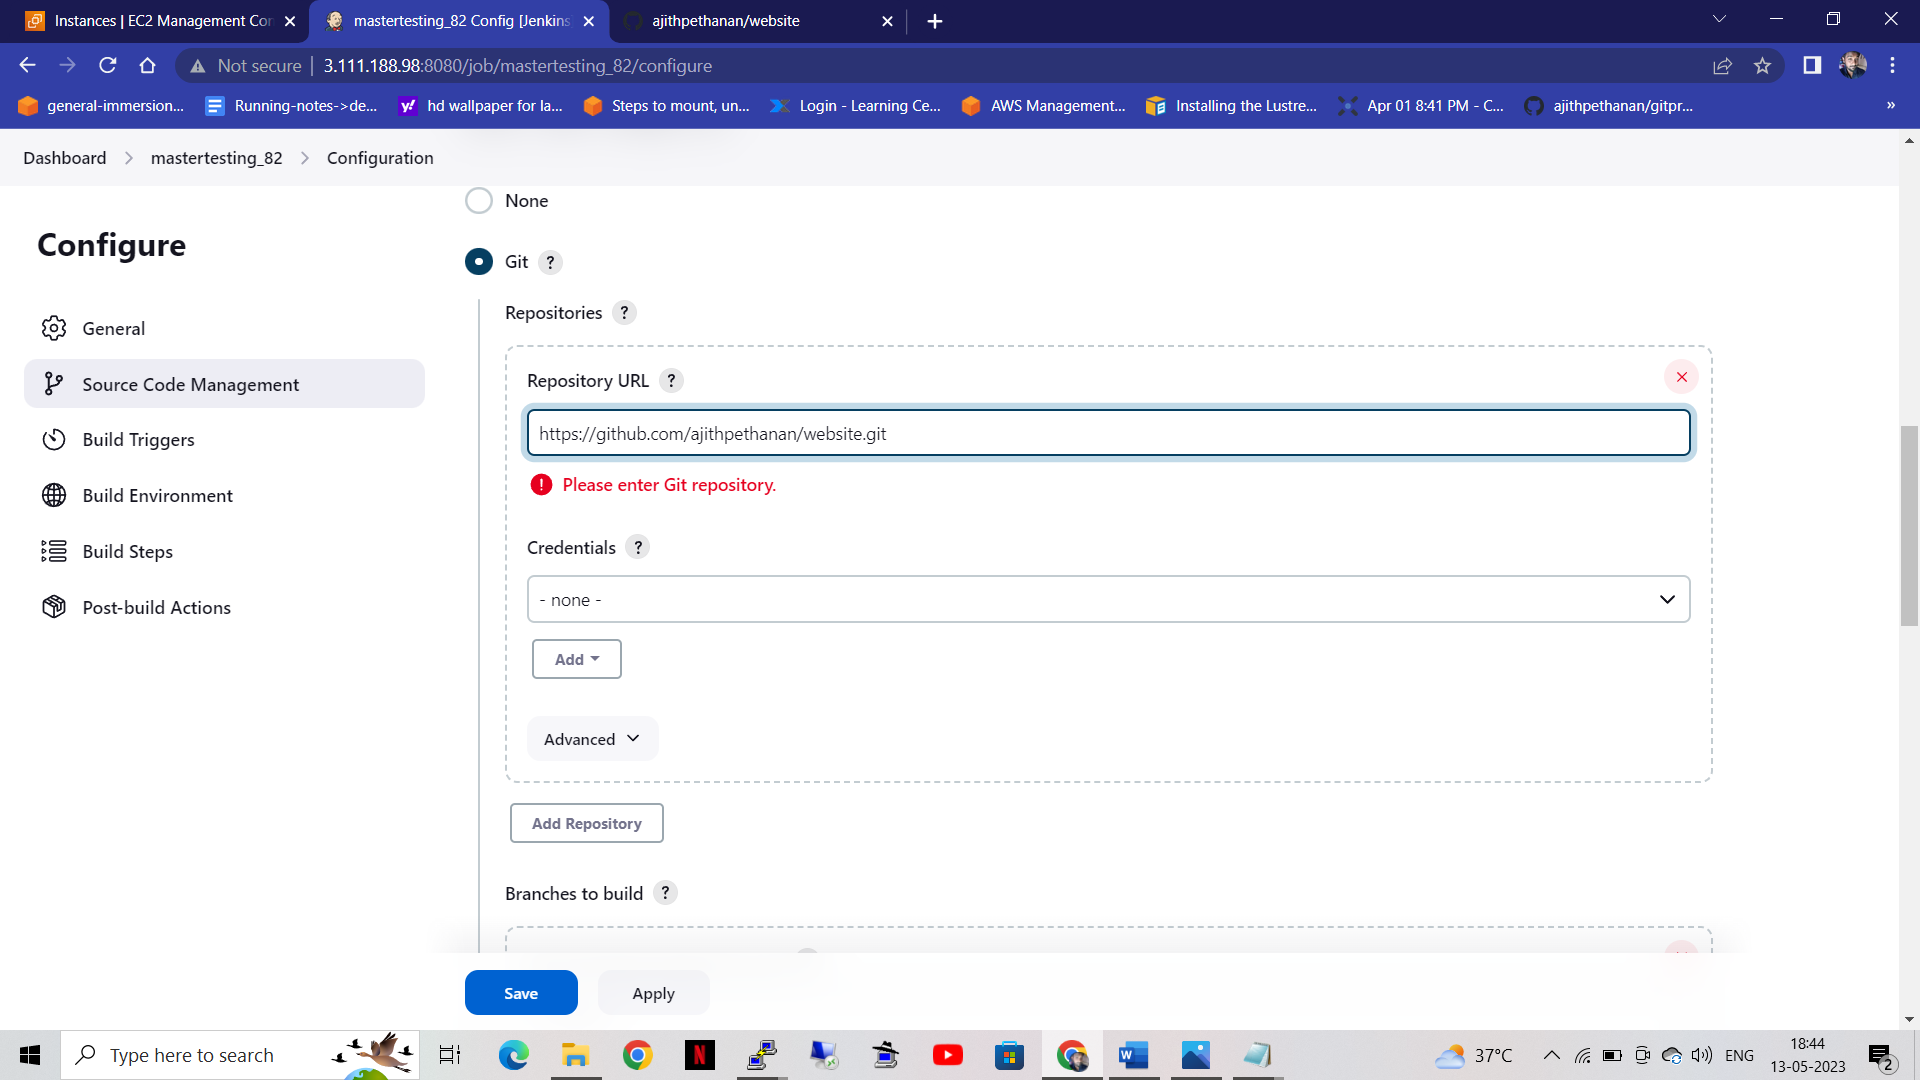 Instances | EC2 Management Con
mastertesting_82 Config [Jenkins
ajithpethanan/website
Not secure
3.111.188.98:8080/job/mastertesting_82/configure
general-immersion...
Running-notes->de...
hd wallpaper for la...
Steps to mount, un...
Login - Learning Ce...
AWS Management...
Installing the Lustre...
Apr 01 8:41 PM - C...
ajithpethanan/gitpr...
»
Dashboard
mastertesting_82
Configuration
Configure
General
Source Code Management
Build Triggers
Build Environment
Build Steps
Post-build Actions
None
Git ?
Repositories ?
Repository URL ?
https://github.com/ajithpethanan/website.git
Please enter Git repository.
Credentials ?
- none -
Add
Advanced
Add Repository
Branches to build ?
Save
Apply
Type here to search
37°C
ENG
18:44
13-05-2023
2